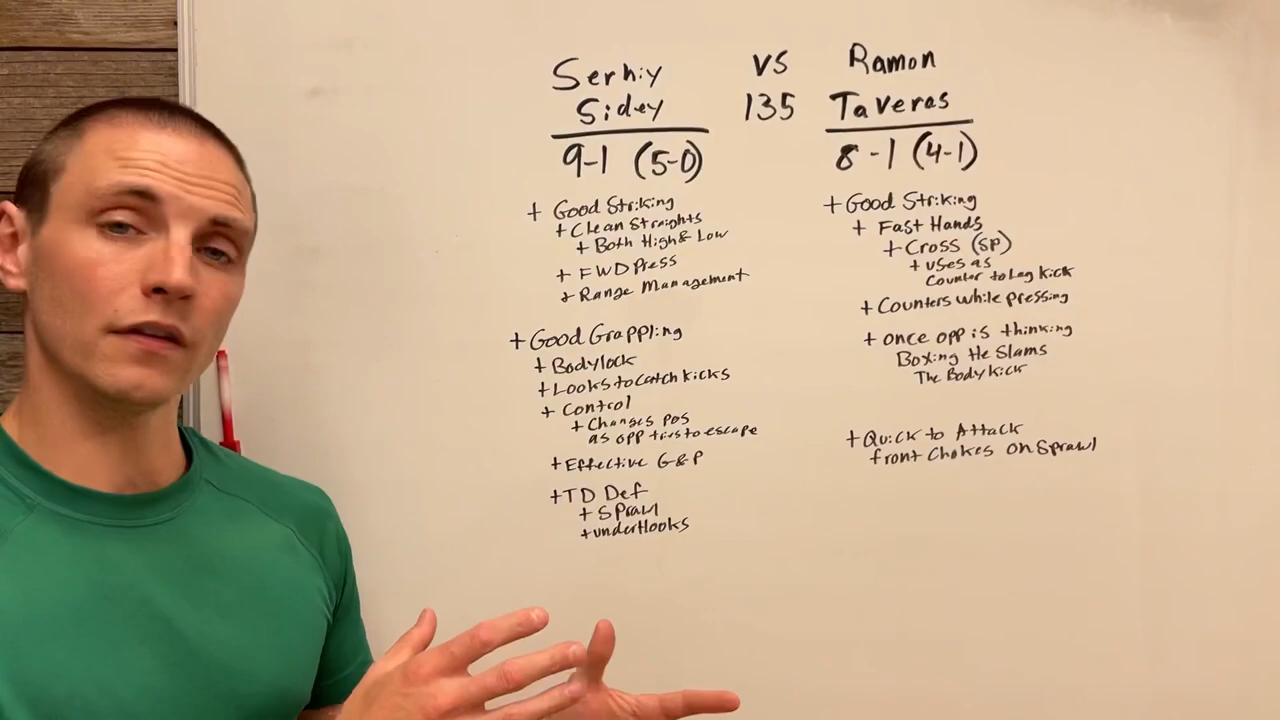 Serhiy
Sidey
9-1 (5-0)
+ Good Striking
+ Clean Straights
+ Both High & Low
+ FWD Press
+ Range Management
+ Good Grappling
+ Bodylock
+ Looks to catch kicks
+ Control
+ Changes pos
as opp tries to escape
+ Effective G&P
+ TD Def
+ Sprawl
+ underHooks
VS
135
Ramon
Taveras
8-1 (4-1)
+ Good Striking
+ Fast Hands
+ Cross (SP)
+ uses as
Counter to Leg kick
+ Counters while pressing
+ once opp is thinking
Boxing He Slams
The Body kick
+ Quick to Attack
front Chokes on Sprawl